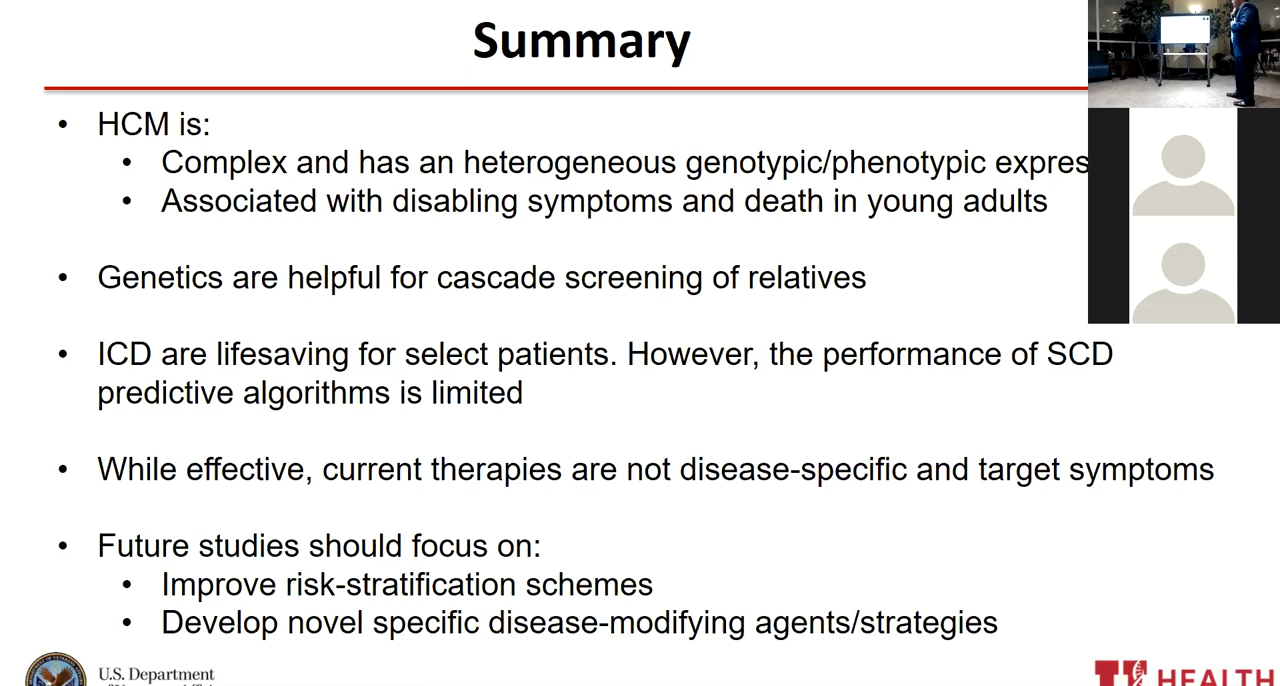 Summary
• HCM is:
• Complex and has an heterogeneous genotypic/phenotypic expres
• Associated with disabling symptoms and death in young adults
• Genetics are helpful for cascade screening of relatives
• ICD are lifesaving for select patients. However, the performance of SCD
predictive algorithms is limited
• While effective, current therapies are not disease-specific and target symptoms
• Future studies should focus on:
• Improve risk-stratification schemes
• Develop novel specific disease-modifying agents/strategies
U.S. Department
HEALTH